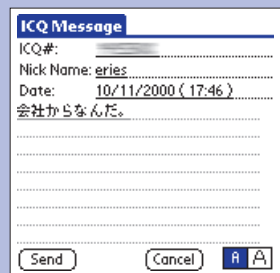 ICQ Message
ICQ#:
Nick Name: eries
Date: 10/11/2000 ( 17:46 )
会社からなんだ。
Send Cancel A A